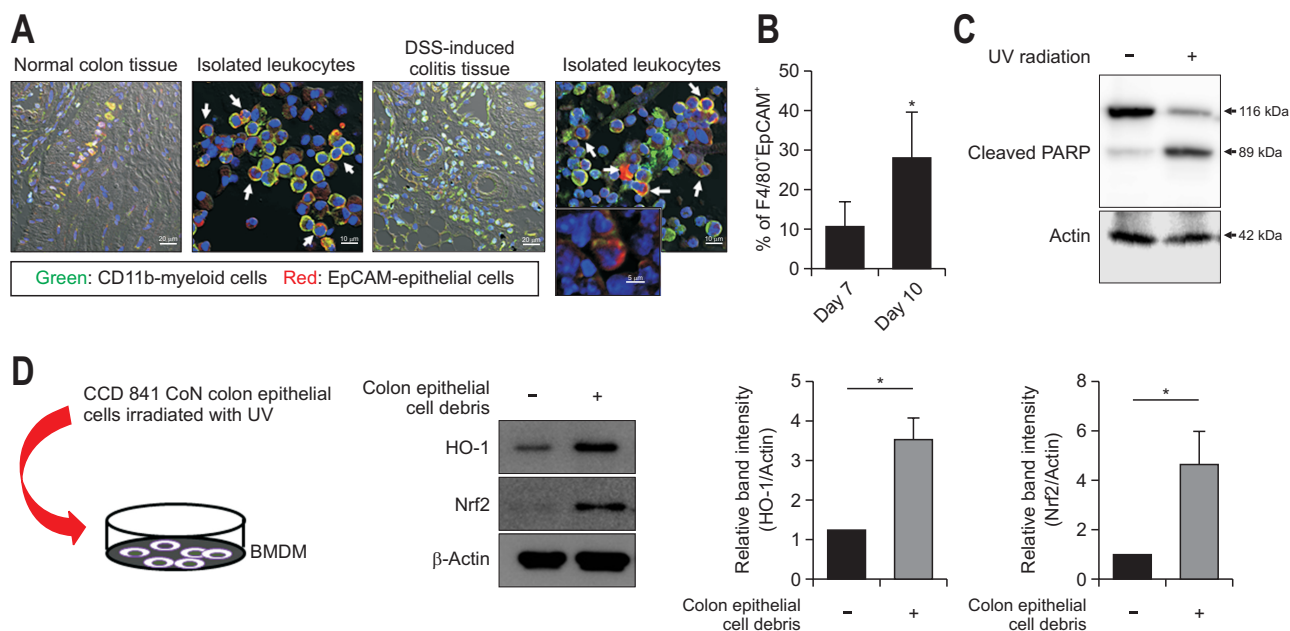 A
Normal colon tissue
Isolated leukocytes
DSS-induced
colitis tissue
Isolated leukocytes
20 μm
10 μm
20 μm
10 μm
5 μm
Green: CD11b-myeloid cells Red: EpCAM-epithelial cells
B
% of F4/80⁺EpCAM⁺
50
40
30
20
10
0
*
Day 7
Day 10
C
UV radiation
−
+
Cleaved PARP
116 kDa
89 kDa
Actin
42 kDa
D
CCD 841 CoN colon epithelial
cells irradiated with UV
BMDM
Colon epithelial
cell debris
−
+
HO-1
Nrf2
β-Actin
Relative band intensity
(HO-1/Actin)
5
4
3
2
1
0
*
Colon epithelial
cell debris
−
+
Relative band intensity
(Nrf2/Actin)
8
6
4
2
0
*
Colon epithelial
cell debris
−
+